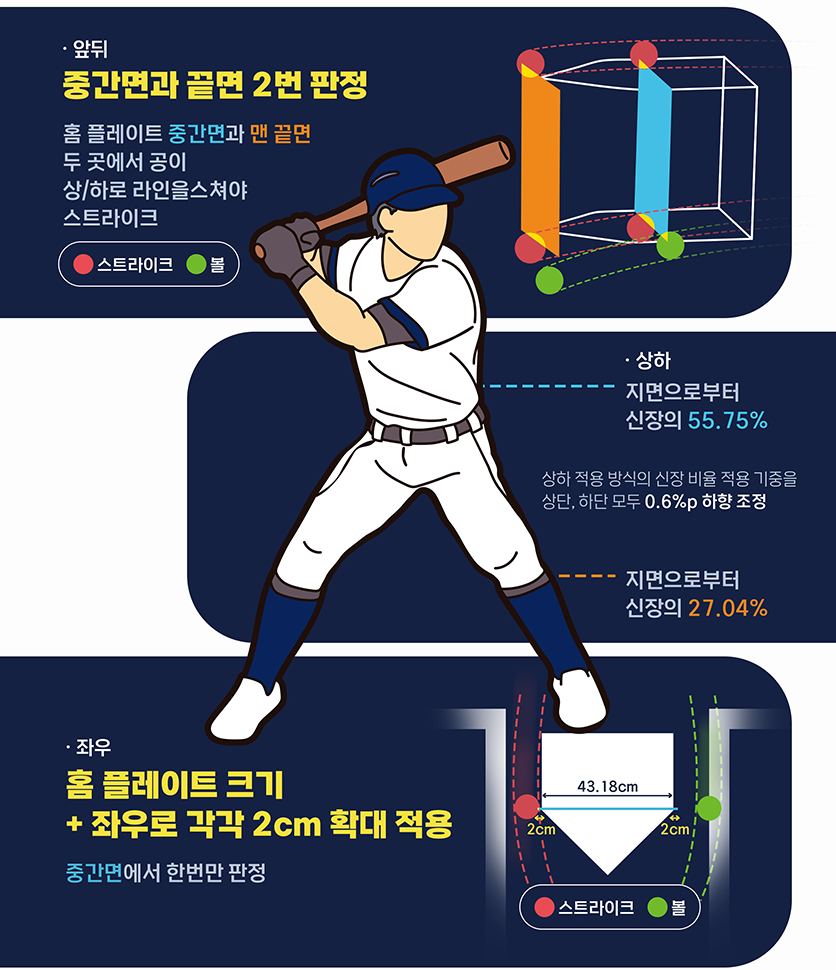 · 앞뒤
중간면과 끝면 2번 판정
홈 플레이트 중간면과 맨 끝면
두 곳에서 공이
상/하로 라인을스쳐야
스트라이크
스트라이크 볼
· 상하
지면으로부터
신장의 55.75%
상하 적용 방식의 신장 비율 적용 기중을
상단, 하단 모두 0.6%p 하향 조정
지면으로부터
신장의 27.04%
· 좌우
홈 플레이트 크기
+ 좌우로 각각 2cm 확대 적용
중간면에서 한번만 판정
43.18cm
2cm 2cm
스트라이크 볼